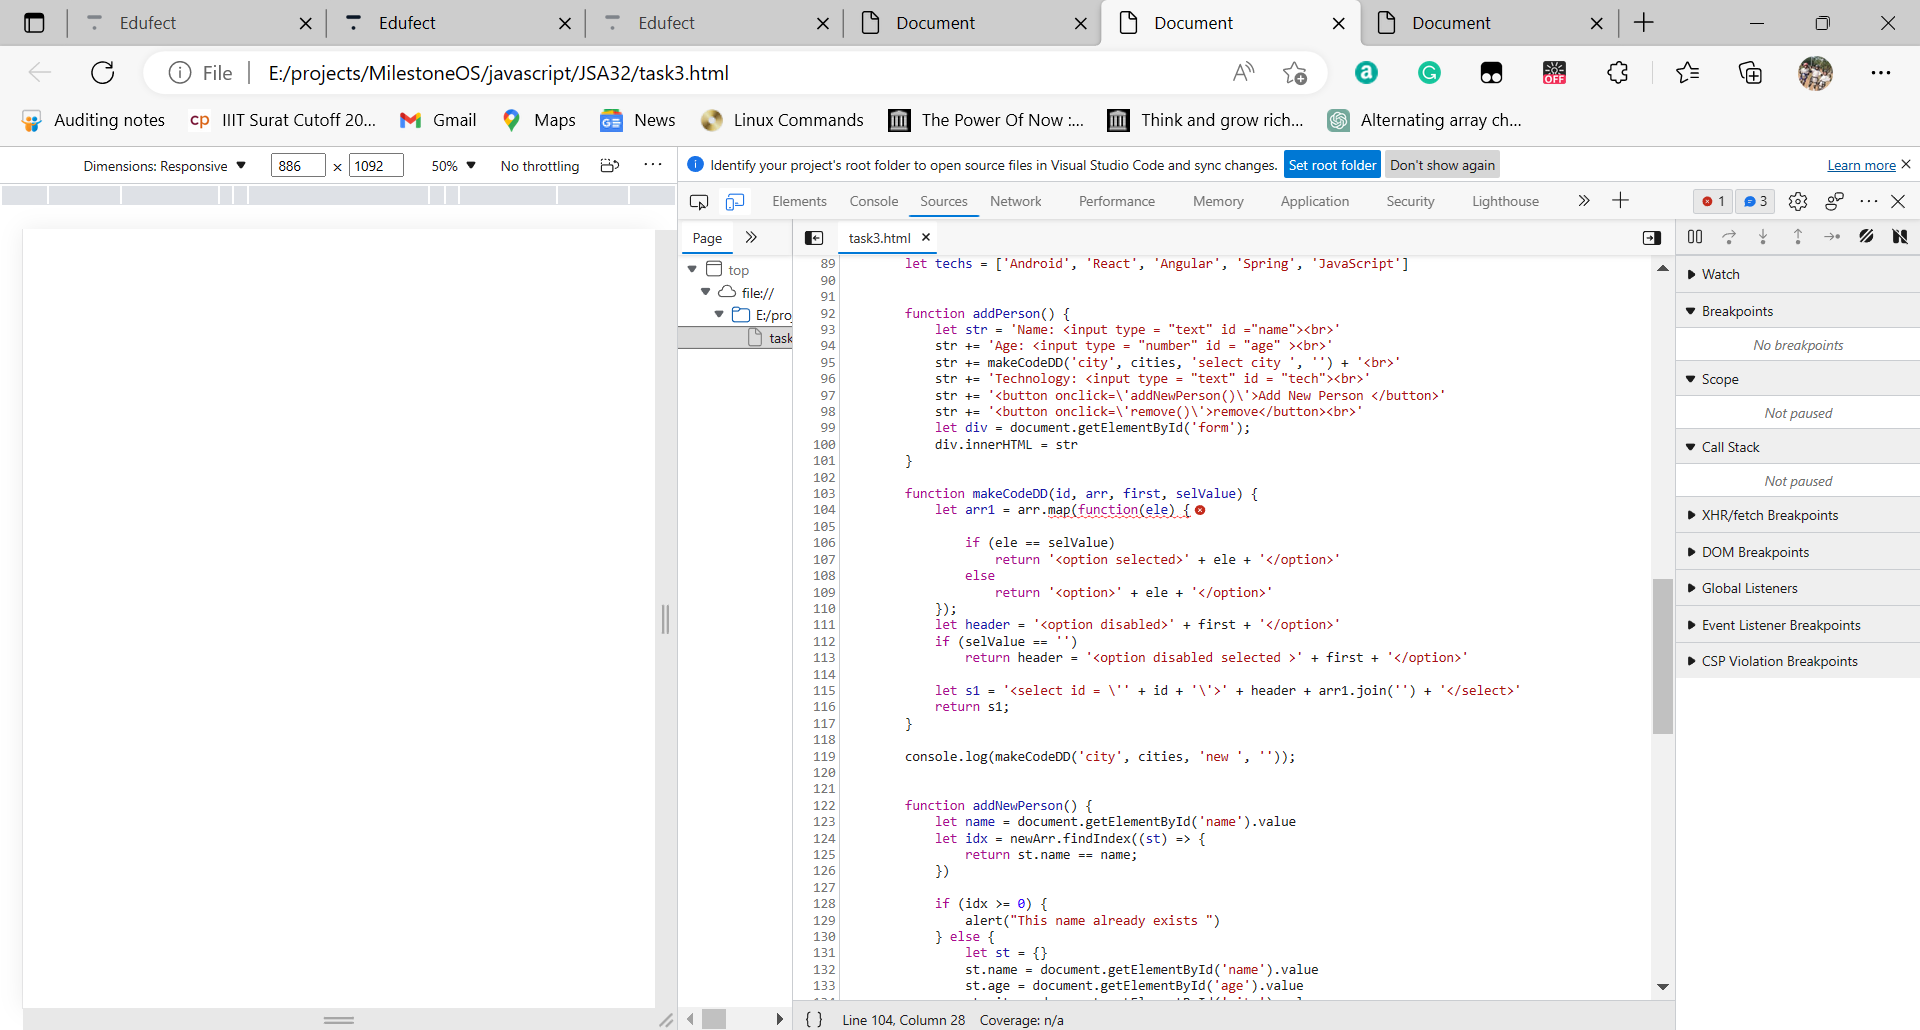 Edufect
Edufect
Edufect
Document
Document
Document
File
E:/projects/MilestoneOS/javascript/JSA32/task3.html
OFF
Auditing notes
cp
IIIT Surat Cutoff 20...
Gmail
Maps
News
Linux Commands
The Power Of Now :...
Think and grow rich...
Alternating array ch...
Dimensions: Responsive
886 x 1092
50%
No throttling
Identify your project's root folder to open source files in Visual Studio Code and sync changes.
Set root folder
Don't show again
Learn more
Elements
Console
Sources
Network
Performance
Memory
Application
Security
Lighthouse
1
3
Page
task3.html
top
file://
E:/proj
task
89 let techs = ['Android', 'React', 'Angular', 'Spring', 'JavaScript']
90
91
92 function addPerson() {
93 let str = 'Name: <input type = "text" id ="name"><br>'
94 str += 'Age: <input type = "number" id = "age" ><br>'
95 str += makeCodeDD('city', cities, 'select city ', '') + '<br>'
96 str += 'Technology: <input type = "text" id = "tech"><br>'
97 str += '<button onclick=\'addNewPerson()\'>Add New Person </button>'
98 str += '<button onclick=\'remove()\'>remove</button><br>'
99 let div = document.getElementById('form');
100 div.innerHTML = str
101 }
102
103 function makeCodeDD(id, arr, first, selValue) {
104 let arr1 = arr.map(function(ele) {
105
106 if (ele == selValue)
107 return '<option selected>' + ele + '</option>'
108 else
109 return '<option>' + ele + '</option>'
110 });
111 let header = '<option disabled>' + first + '</option>'
112 if (selValue == '')
113 return header = '<option disabled selected >' + first + '</option>'
114
115 let s1 = '<select id = \'' + id + '\'>' + header + arr1.join('') + '</select>'
116 return s1;
117 }
118
119 console.log(makeCodeDD('city', cities, 'new ', ''));
120
121
122 function addNewPerson() {
123 let name = document.getElementById('name').value
124 let idx = newArr.findIndex((st) => {
125 return st.name == name;
126 })
127
128 if (idx >= 0) {
129 alert("This name already exists ")
130 } else {
131 let st = {}
132 st.name = document.getElementById('name').value
133 st.age = document.getElementById('age').value
{ } Line 104, Column 28 Coverage: n/a
Watch
Breakpoints
No breakpoints
Scope
Not paused
Call Stack
Not paused
XHR/fetch Breakpoints
DOM Breakpoints
Global Listeners
Event Listener Breakpoints
CSP Violation Breakpoints